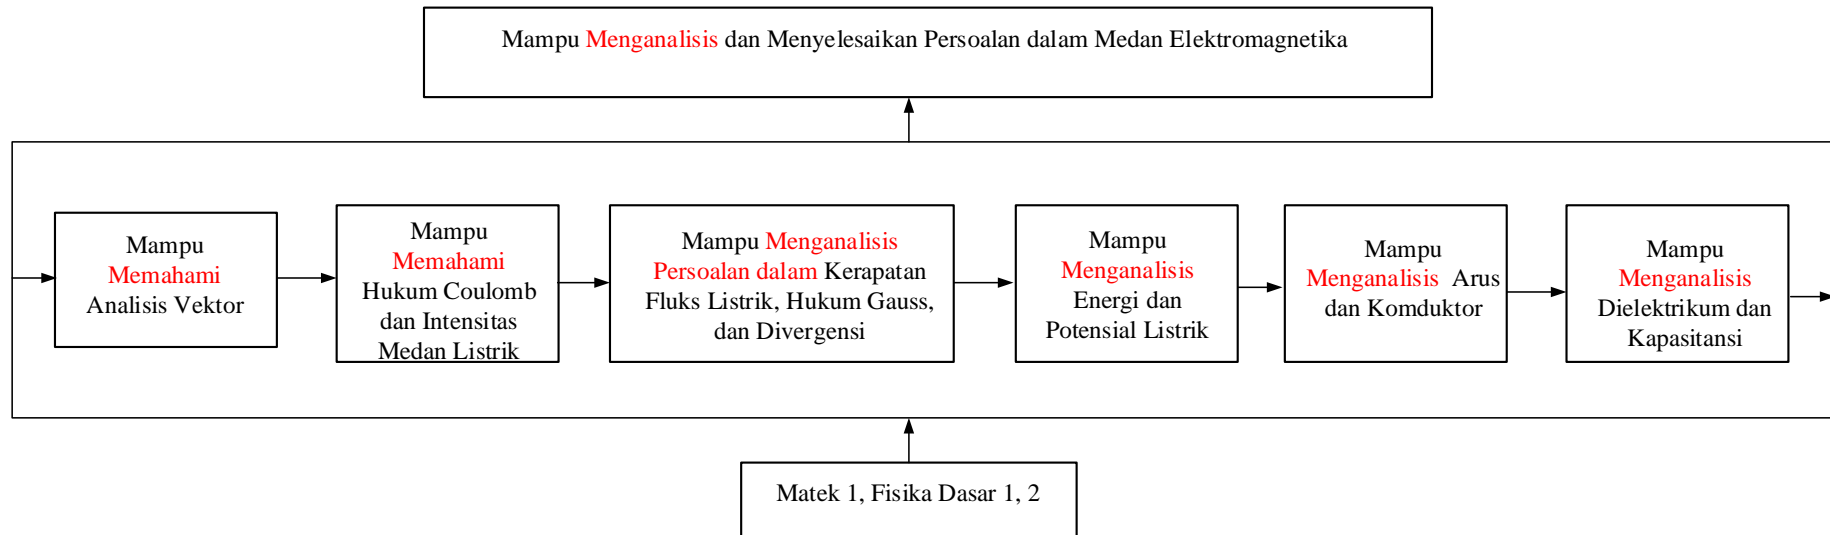 Mampu Menganalisis dan Menyelesaikan Persoalan dalam Medan Elektromagnetika
Mampu
Memahami
Analisis Vektor
Mampu
Memahami
Hukum Coulomb
dan Intensitas
Medan Listrik
Mampu Menganalisis
Persoalan dalam Kerapatan
Fluks Listrik, Hukum Gauss,
dan Divergensi
Mampu
Menganalisis
Energi dan
Potensial Listrik
Mampu
Menganalisis Arus
dan Komduktor
Mampu
Menganalisis
Dielektrikum dan
Kapasitansi
Matek 1, Fisika Dasar 1, 2